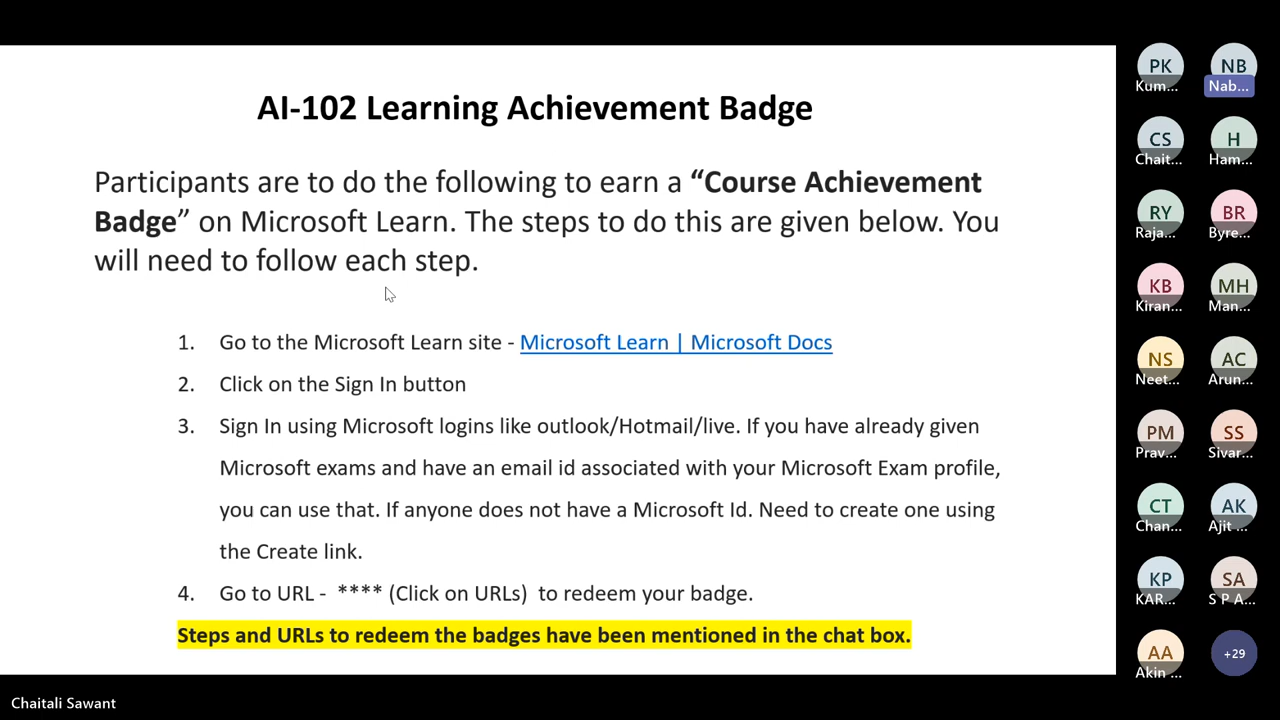 AI-102 Learning Achievement Badge
Participants are to do the following to earn a “Course Achievement
Badge” on Microsoft Learn. The steps to do this are given below. You
will need to follow each step.
1. Go to the Microsoft Learn site - Microsoft Learn | Microsoft Docs
2. Click on the Sign In button
3. Sign In using Microsoft logins like outlook/Hotmail/live. If you have already given
Microsoft exams and have an email id associated with your Microsoft Exam profile,
you can use that. If anyone does not have a Microsoft Id. Need to create one using
the Create link.
4. Go to URL - **** (Click on URLs) to redeem your badge.
Steps and URLs to redeem the badges have been mentioned in the chat box.
PK NB
Kum... Nab...
CS H
Chait... Ham...
RY BR
Raja... Byre...
KB MH
Kiran... Man...
NS AC
Neet... Arun...
PM SS
Prav... Sivar...
CT AK
Chan... Ajit ...
KP SA
KAR... S P A...
AA +29
Akin ...
Chaitali Sawant